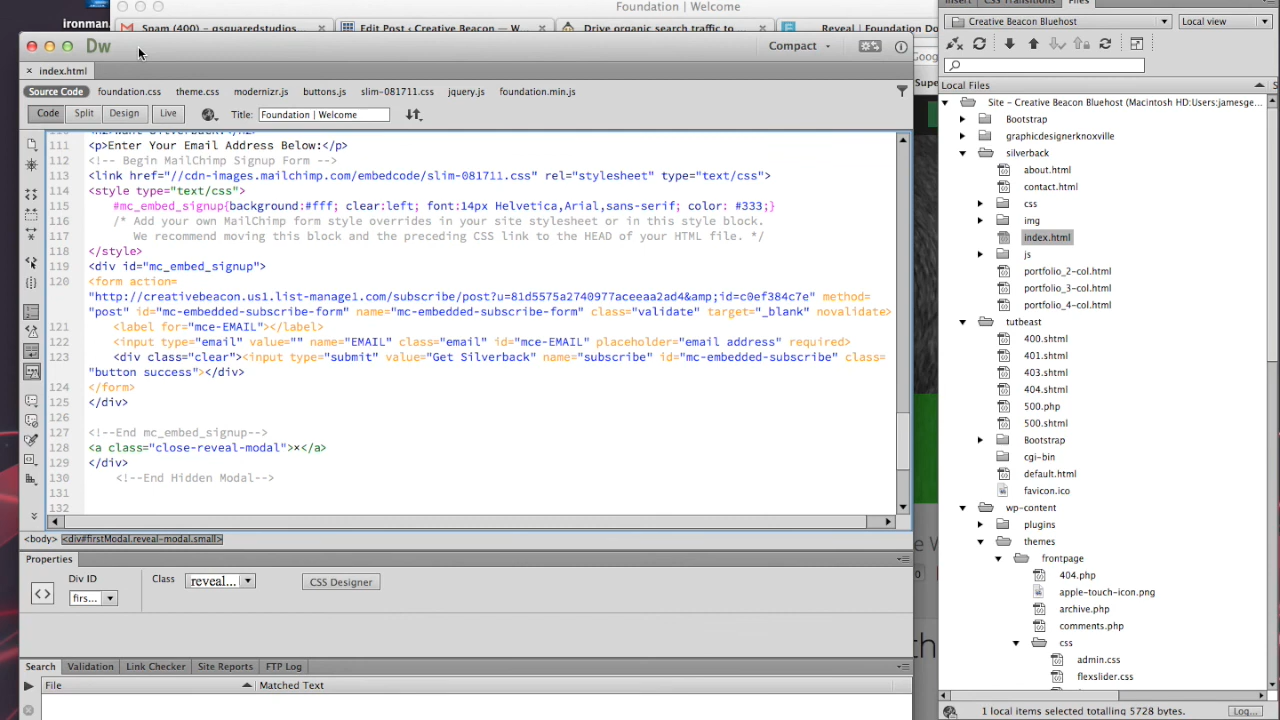 ironman.
Foundation | Welcome
Spam (400) – gsquaredstudios.
Edit Post ‹ Creative Beacon — W
Drive organic search traffic to
Reveal | Foundation Do
Dw
Compact
index.html
Source Code foundation.css theme.css jquery.js buttons.js slim-081711.css jquery.js foundation.min.js
Code Split Design Live Title: Foundation | Welcome
111 <p>Enter Your Email Address Below:</p>
112 <!-- Begin MailChimp Signup Form -->
113 <link href="//cdn-images.mailchimp.com/embedcode/slim-081711.css" rel="stylesheet" type="text/css">
114 <style type="text/css">
115 #mc_embed_signup{background:#fff; clear:left; font:14px Helvetica,Arial,sans-serif; color: #333;}
116 /* Add your own MailChimp form style overrides in your site stylesheet or in this style block.
117 We recommend moving this block and the preceding CSS link to the HEAD of your HTML file. */
118 </style>
119 <div id="mc_embed_signup">
120 <form action=
"http://creativebeacon.us1.list-manage1.com/subscribe/post?u=81d5575a2740977aceeaa2ad4&amp;id=c0ef384c7e" method=
"post" id="mc-embedded-subscribe-form" name="mc-embedded-subscribe-form" class="validate" target="_blank" novalidate>
121 <label for="mce-EMAIL"></label>
122 <input type="email" value="" name="EMAIL" class="email" id="mce-EMAIL" placeholder="email address" required>
123 <div class="clear"><input type="submit" value="Get Silverback" name="subscribe" id="mc-embedded-subscribe" class=
"button success"></div>
124 </form>
125 </div>
126
127 <!--End mc_embed_signup-->
128 <a class="close-reveal-modal">×</a>
129 </div>
130 <!--End Hidden Modal-->
131
132
<body> <div#firstModal.reveal-modal.small>
Properties
Div ID
firs...
Class reveal...
CSS Designer
Search Validation Link Checker Site Reports FTP Log
File Matched Text
Insert CSS Transitions Files
Creative Beacon Bluehost Local view
Local Files
Site - Creative Beacon Bluehost (Macintosh HD:Users:jamesge
Bootstrap
graphicdesignerknoxville
silverback
about.html
contact.html
css
img
index.html
js
portfolio_2-col.html
portfolio_3-col.html
portfolio_4-col.html
tutbeast
400.shtml
401.shtml
403.shtml
404.shtml
500.php
500.shtml
Bootstrap
cgi-bin
default.html
favicon.ico
wp-content
plugins
themes
frontpage
404.php
apple-touch-icon.png
archive.php
comments.php
css
admin.css
flexslider.css
1 local items selected totalling 5728 bytes.
Log...